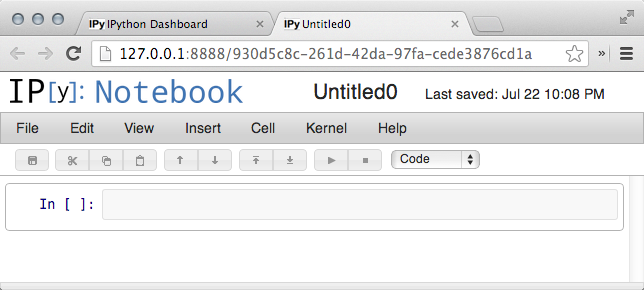 IPy IPython Dashboard IPy Untitled0
127.0.0.1:8888/930d5c8c-261d-42da-97fa-cede3876cd1a
IP[y]: Notebook Untitled0 Last saved: Jul 22 10:08 PM
File Edit View Insert Cell Kernel Help
Code
In [ ]: